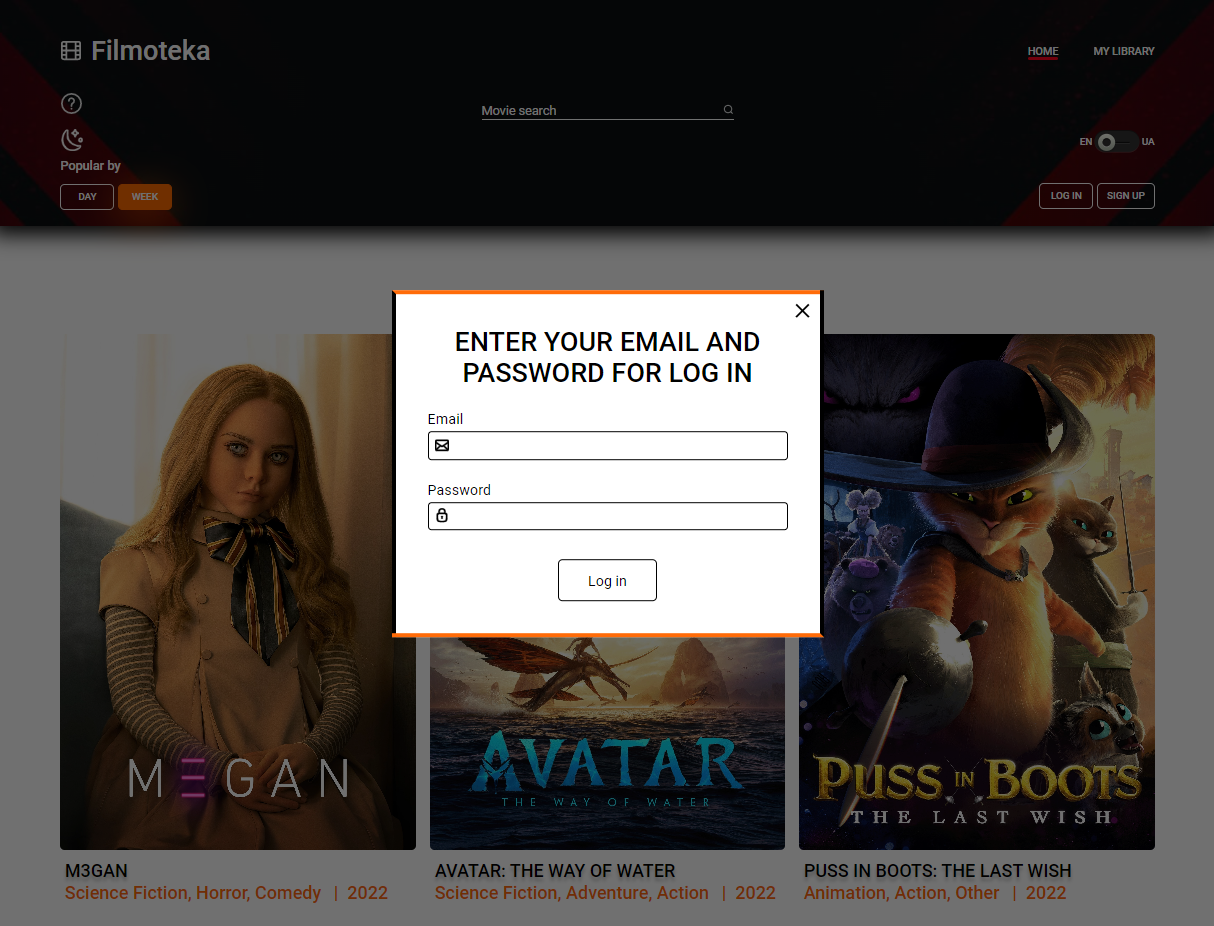 Filmoteka
HOME
MY LIBRARY
Movie search
EN
UA
Popular by
DAY
WEEK
LOG IN
SIGN UP
ENTER YOUR EMAIL AND
PASSWORD FOR LOG IN
Email
Password
Log in
M3GAN
AVATAR
THE WAY OF WATER
PUSS IN BOOTS
THE LAST WISH
M3GAN
Science Fiction, Horror, Comedy | 2022
AVATAR: THE WAY OF WATER
Science Fiction, Adventure, Action | 2022
PUSS IN BOOTS: THE LAST WISH
Animation, Action, Other | 2022